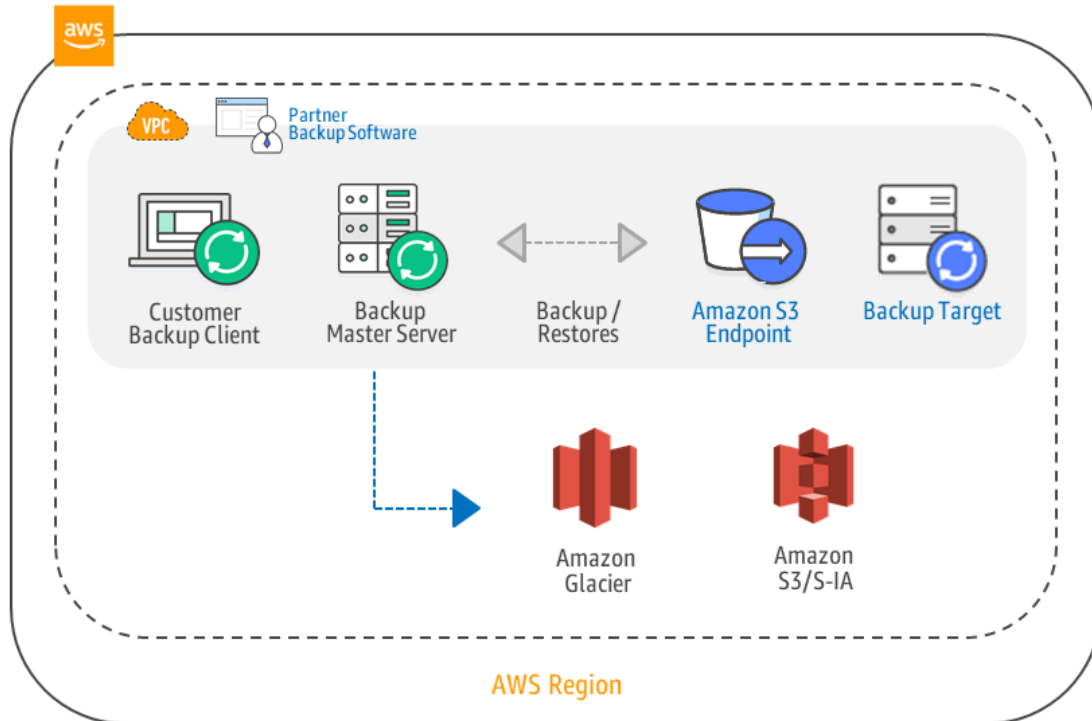 aws
VPC
Partner
Backup Software
Customer
Backup Client
Backup
Master Server
Backup /
Restores
Amazon S3
Endpoint
Backup Target
Amazon
Glacier
Amazon
S3/S-IA
AWS Region